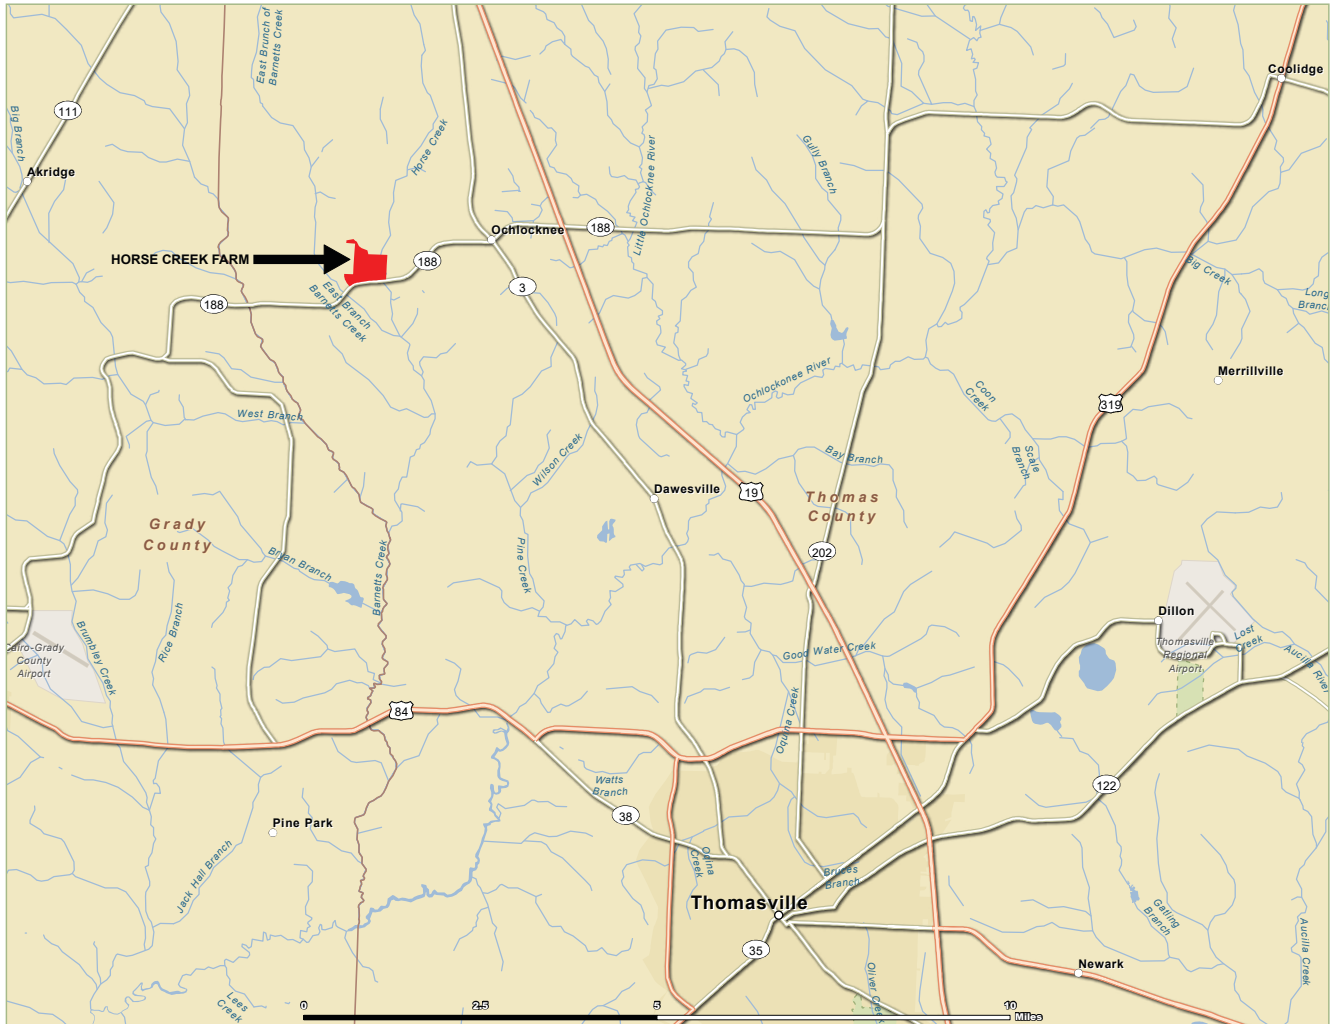 East Brunch of
Barnetts Creek
Coolidge
111
Big Branch
Horse Creek
Little Ochlocknee River
Gully Branch
Akridge
Ochlocknee
188
HORSE CREEK FARM
188
Big Creek
3
188
East Branch
Barnetts Creek
Long
Branc
Ochlockonee River
Merrillville
Coon
Creek
319
West Branch
Wilson Creek
Bay Branch
Scale
Branch
Dawesville
19
Thomas
County
Grady
County
202
Bryan Branch
Barnetts Creek
Pine Creek
Dillon
Rice Branch
Brumbley Creek
Cairo-Grady
County
Airport
Good Water Creek
Thomasville
Regional
Airport
Lost
Creek
Aucilla River
84
Oquina Creek
Watts
Branch
122
38
Pine Park
Jack Hall Branch
Creek
Bruces
Branch
Thomasville
Gatling
Branch
Aucilla Creek
35
Newark
Oliver Creek
Lees
Creek
0
2.5
5
10
Miles